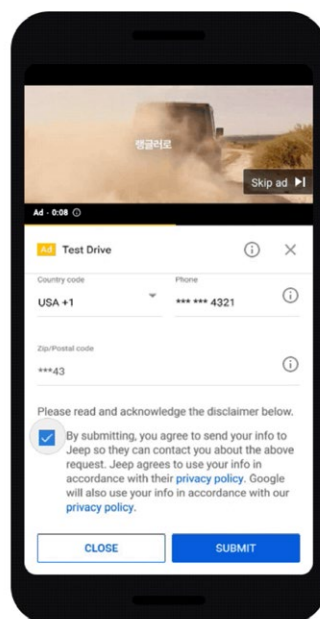 랭글러로
Skip ad
Ad · 0:08
Ad Test Drive
Country code
Phone
USA +1
*** *** 4321
Zip/Postal code
***43
Please read and acknowledge the disclaimer below.
By submitting, you agree to send your info to
Jeep so they can contact you about the above
request. Jeep agrees to use your info in
accordance with their privacy policy. Google
will also use your info in accordance with our
privacy policy.
CLOSE
SUBMIT